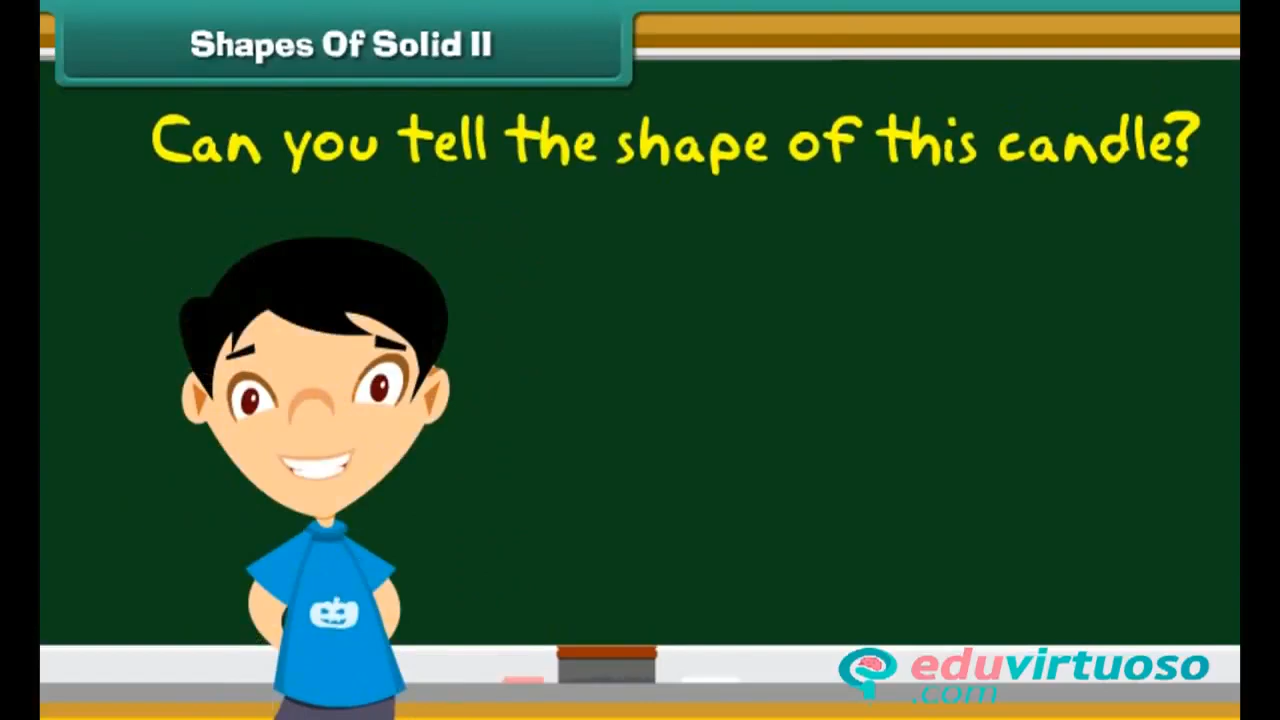 Shapes Of Solid II
Can you tell the shape of this candle?
eduvirtuoso
.com